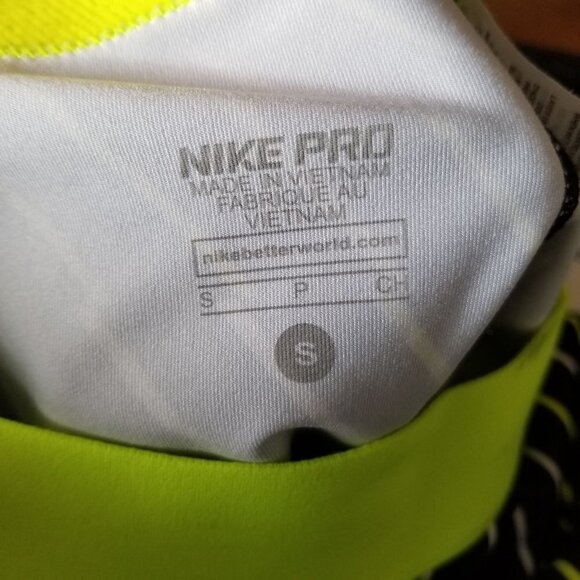 NIKE PRO
MADE IN VIETNAM
FABRIQUE AU
VIETNAM
nikebetterworld.com
S P CH
S